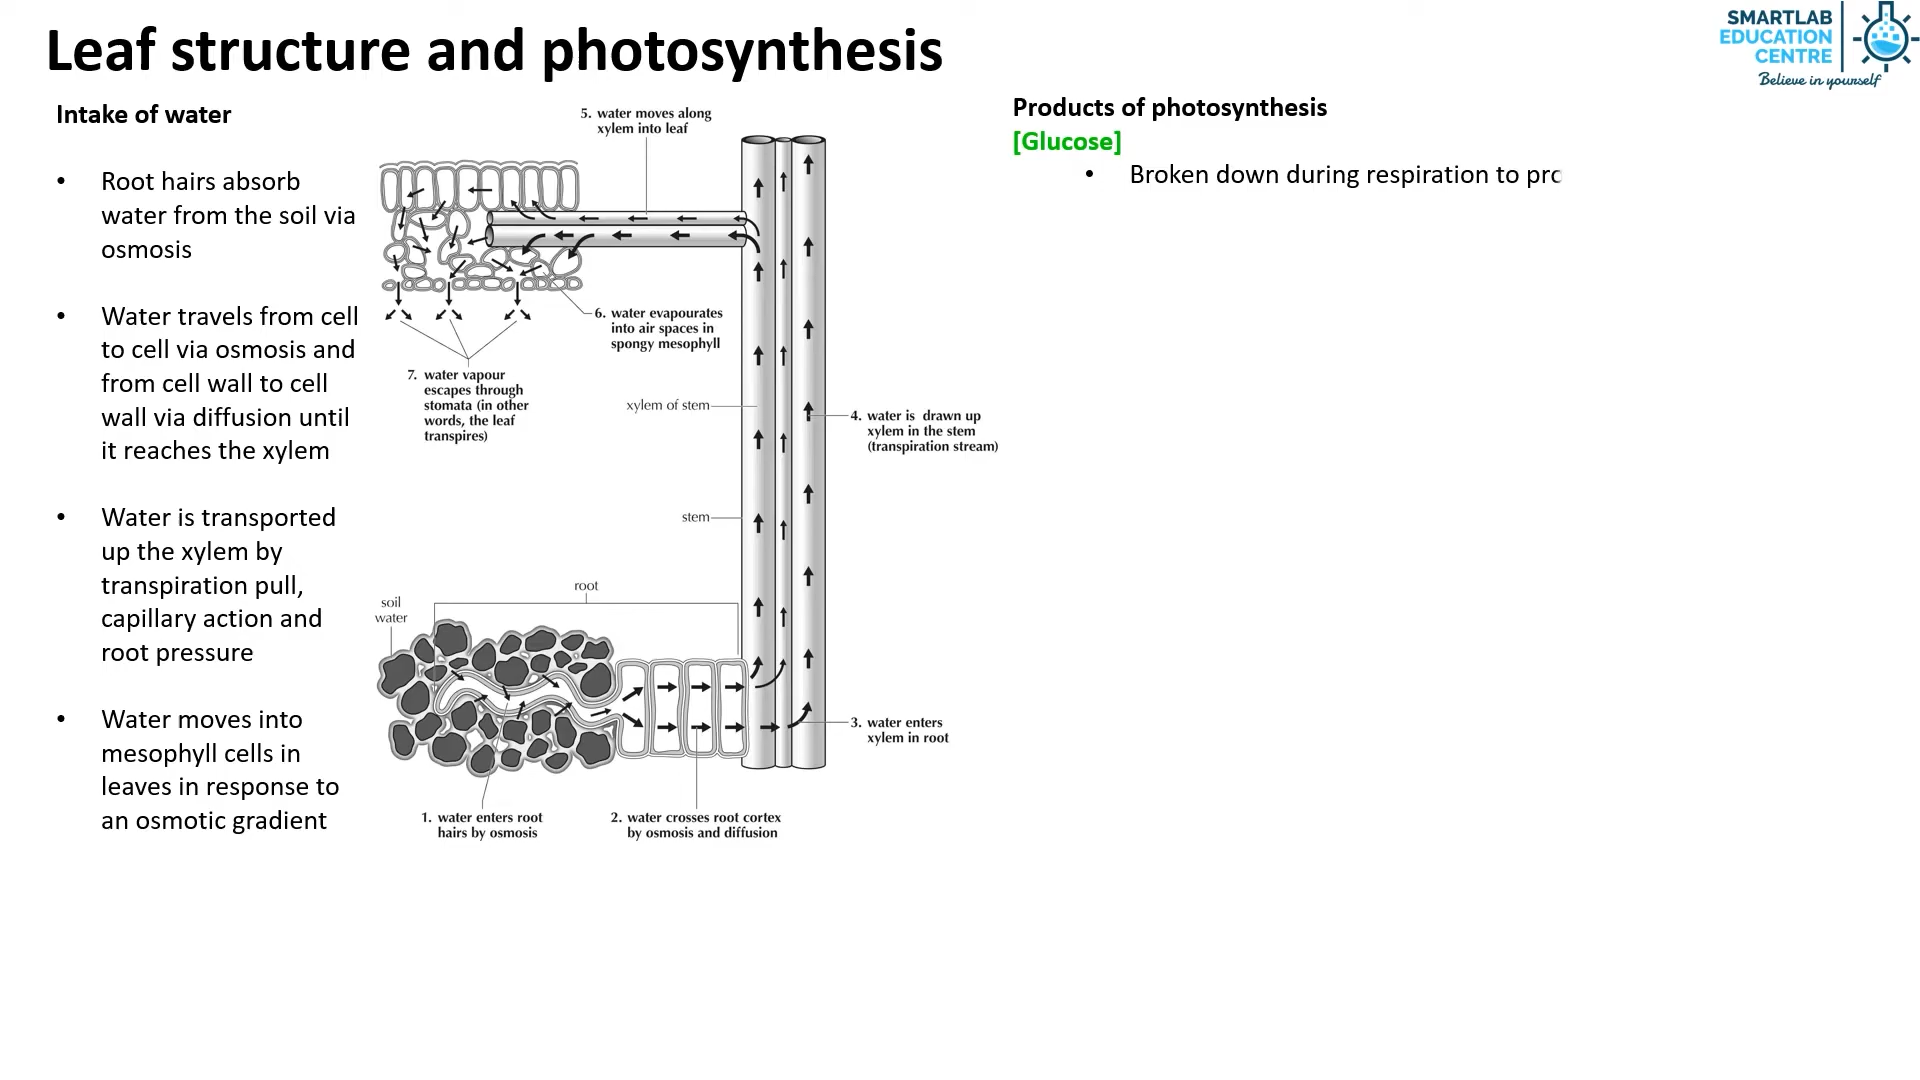 Leaf structure and photosynthesis
SMARTLAB
EDUCATION
CENTRE
Believe in yourself
Intake of water
• Root hairs absorb
water from the soil via
osmosis
• Water travels from cell
to cell via osmosis and
from cell wall to cell
wall via diffusion until
it reaches the xylem
• Water is transported
up the xylem by
transpiration pull,
capillary action and
root pressure
• Water moves into
mesophyll cells in
leaves in response to
an osmotic gradient
5. water moves along
xylem into leaf
6. water evapourates
into air spaces in
spongy mesophyll
7. water vapour
escapes through
stomata (in other
words, the leaf
transpires)
xylem of stem
4. water is drawn up
xylem in the stem
(transpiration stream)
stem
root
soil
water
3. water enters
xylem in root
1. water enters root
hairs by osmosis
2. water crosses root cortex
by osmosis and diffusion
Products of photosynthesis
[Glucose]
• Broken down during respiration to